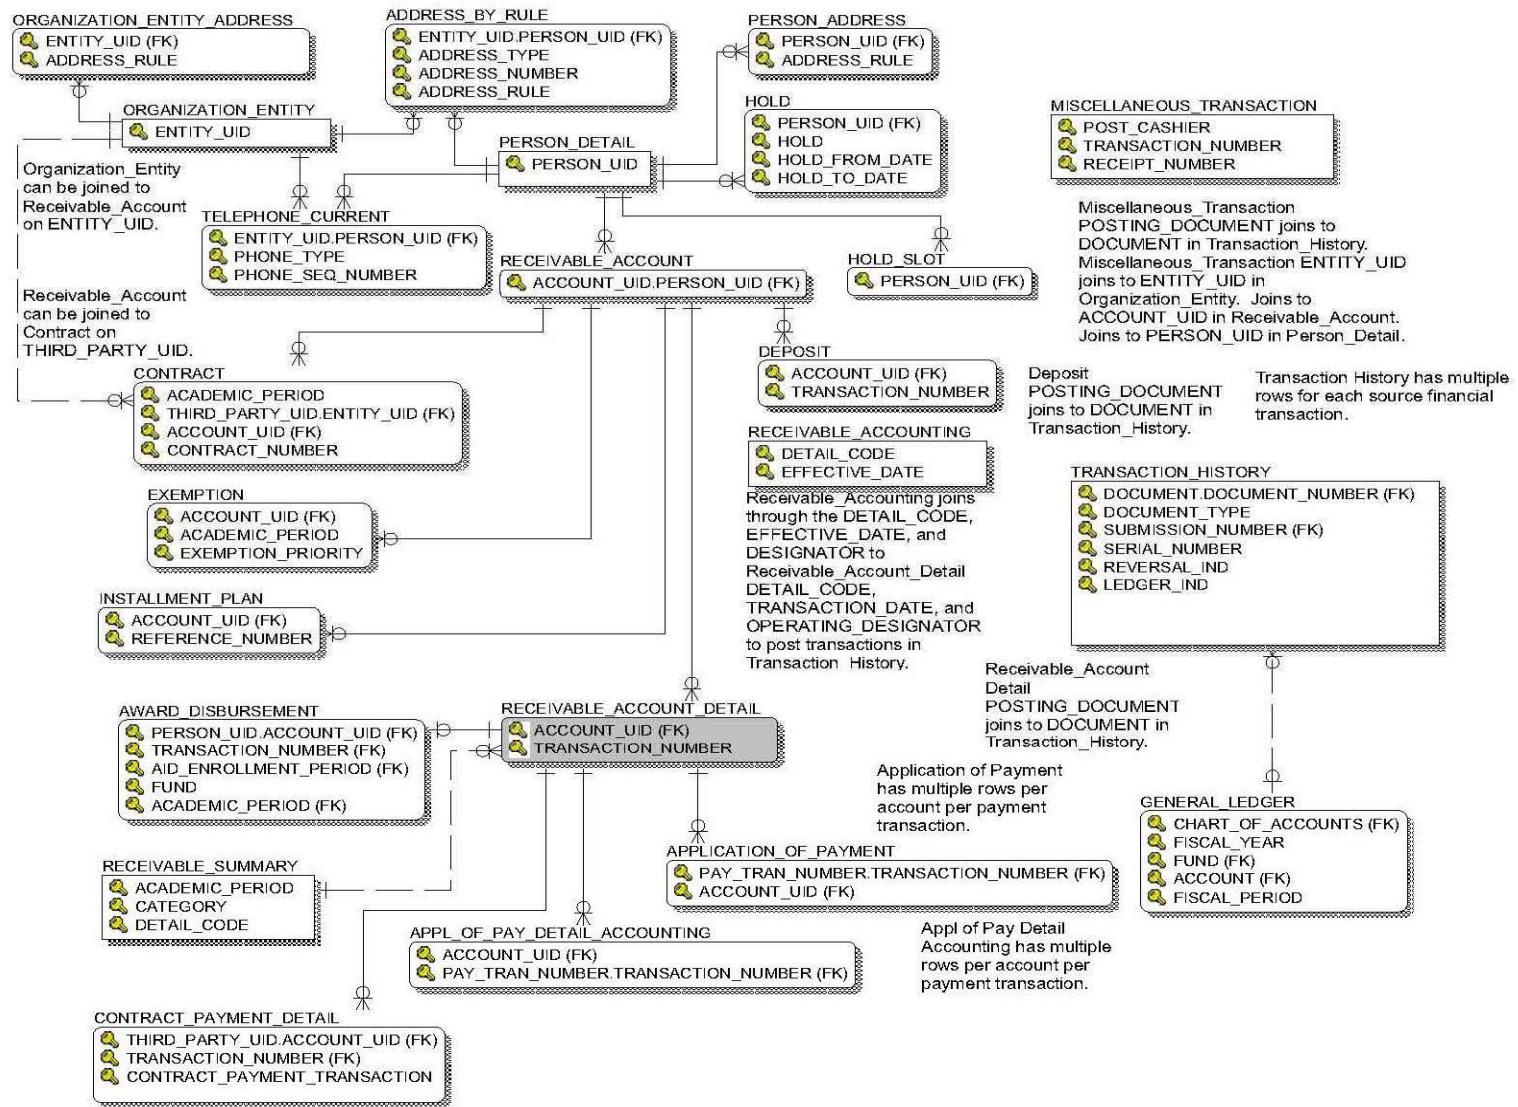 ORGANIZATION_ENTITY_ADDRESS
ENTITY_UID (FK)
ADDRESS_RULE
ADDRESS_BY_RULE
ENTITY_UID.PERSON_UID (FK)
ADDRESS_TYPE
ADDRESS_NUMBER
ADDRESS_RULE
PERSON_ADDRESS
PERSON_UID (FK)
ADDRESS_RULE
ORGANIZATION_ENTITY
ENTITY_UID
PERSON_DETAIL
PERSON_UID
HOLD
PERSON_UID (FK)
HOLD
HOLD_FROM_DATE
HOLD_TO_DATE
MISCELLANEOUS_TRANSACTION
POST_CASHIER
TRANSACTION_NUMBER
RECEIPT_NUMBER
Organization_Entity
can be joined to
Receivable_Account
on ENTITY_UID.
TELEPHONE_CURRENT
ENTITY_UID.PERSON_UID (FK)
PHONE_TYPE
PHONE_SEQ_NUMBER
RECEIVABLE_ACCOUNT
ACCOUNT_UID.PERSON_UID (FK)
HOLD_SLOT
PERSON_UID (FK)
Miscellaneous_Transaction
POSTING_DOCUMENT joins to
DOCUMENT in Transaction_History.
Miscellaneous_Transaction ENTITY_UID
joins to ENTITY_UID in
Organization_Entity. Joins to
ACCOUNT_UID in Receivable_Account.
Joins to PERSON_UID in Person_Detail.
Receivable_Account
can be joined to
Contract on
THIRD_PARTY_UID.
CONTRACT
ACADEMIC_PERIOD
THIRD_PARTY_UID.ENTITY_UID (FK)
ACCOUNT_UID (FK)
CONTRACT_NUMBER
DEPOSIT
ACCOUNT_UID (FK)
TRANSACTION_NUMBER
Deposit
POSTING_DOCUMENT
joins to DOCUMENT in
Transaction_History.
Transaction History has multiple
rows for each source financial
transaction.
RECEIVABLE_ACCOUNTING
DETAIL_CODE
EFFECTIVE_DATE
Receivable_Accounting joins
through the DETAIL_CODE,
EFFECTIVE_DATE, and
DESIGNATOR to
Receivable_Account_Detail
DETAIL_CODE,
TRANSACTION_DATE, and
OPERATING_DESIGNATOR
to post transactions in
Transaction_History.
TRANSACTION_HISTORY
DOCUMENT.DOCUMENT_NUMBER (FK)
DOCUMENT_TYPE
SUBMISSION_NUMBER (FK)
SERIAL_NUMBER
REVERSAL_IND
LEDGER_IND
EXEMPTION
ACCOUNT_UID (FK)
ACADEMIC_PERIOD
EXEMPTION_PRIORITY
INSTALLMENT_PLAN
ACCOUNT_UID (FK)
REFERENCE_NUMBER
Receivable_Account
Detail
POSTING_DOCUMENT
joins to DOCUMENT in
Transaction_History.
AWARD_DISBURSEMENT
PERSON_UID.ACCOUNT_UID (FK)
TRANSACTION_NUMBER (FK)
AID_ENROLLMENT_PERIOD (FK)
FUND
ACADEMIC_PERIOD (FK)
RECEIVABLE_ACCOUNT_DETAIL
ACCOUNT_UID (FK)
TRANSACTION_NUMBER
Application of Payment
has multiple rows per
account per payment
transaction.
GENERAL_LEDGER
CHART_OF_ACCOUNTS (FK)
FISCAL_YEAR
FUND (FK)
ACCOUNT (FK)
FISCAL_PERIOD
RECEIVABLE_SUMMARY
ACADEMIC_PERIOD
CATEGORY
DETAIL_CODE
APPLICATION_OF_PAYMENT
PAY_TRAN_NUMBER.TRANSACTION_NUMBER (FK)
ACCOUNT_UID (FK)
APPL_OF_PAY_DETAIL_ACCOUNTING
ACCOUNT_UID (FK)
PAY_TRAN_NUMBER.TRANSACTION_NUMBER (FK)
Appl of Pay Detail
Accounting has multiple
rows per account per
payment transaction.
CONTRACT_PAYMENT_DETAIL
THIRD_PARTY_UID.ACCOUNT_UID (FK)
TRANSACTION_NUMBER (FK)
CONTRACT_PAYMENT_TRANSACTION